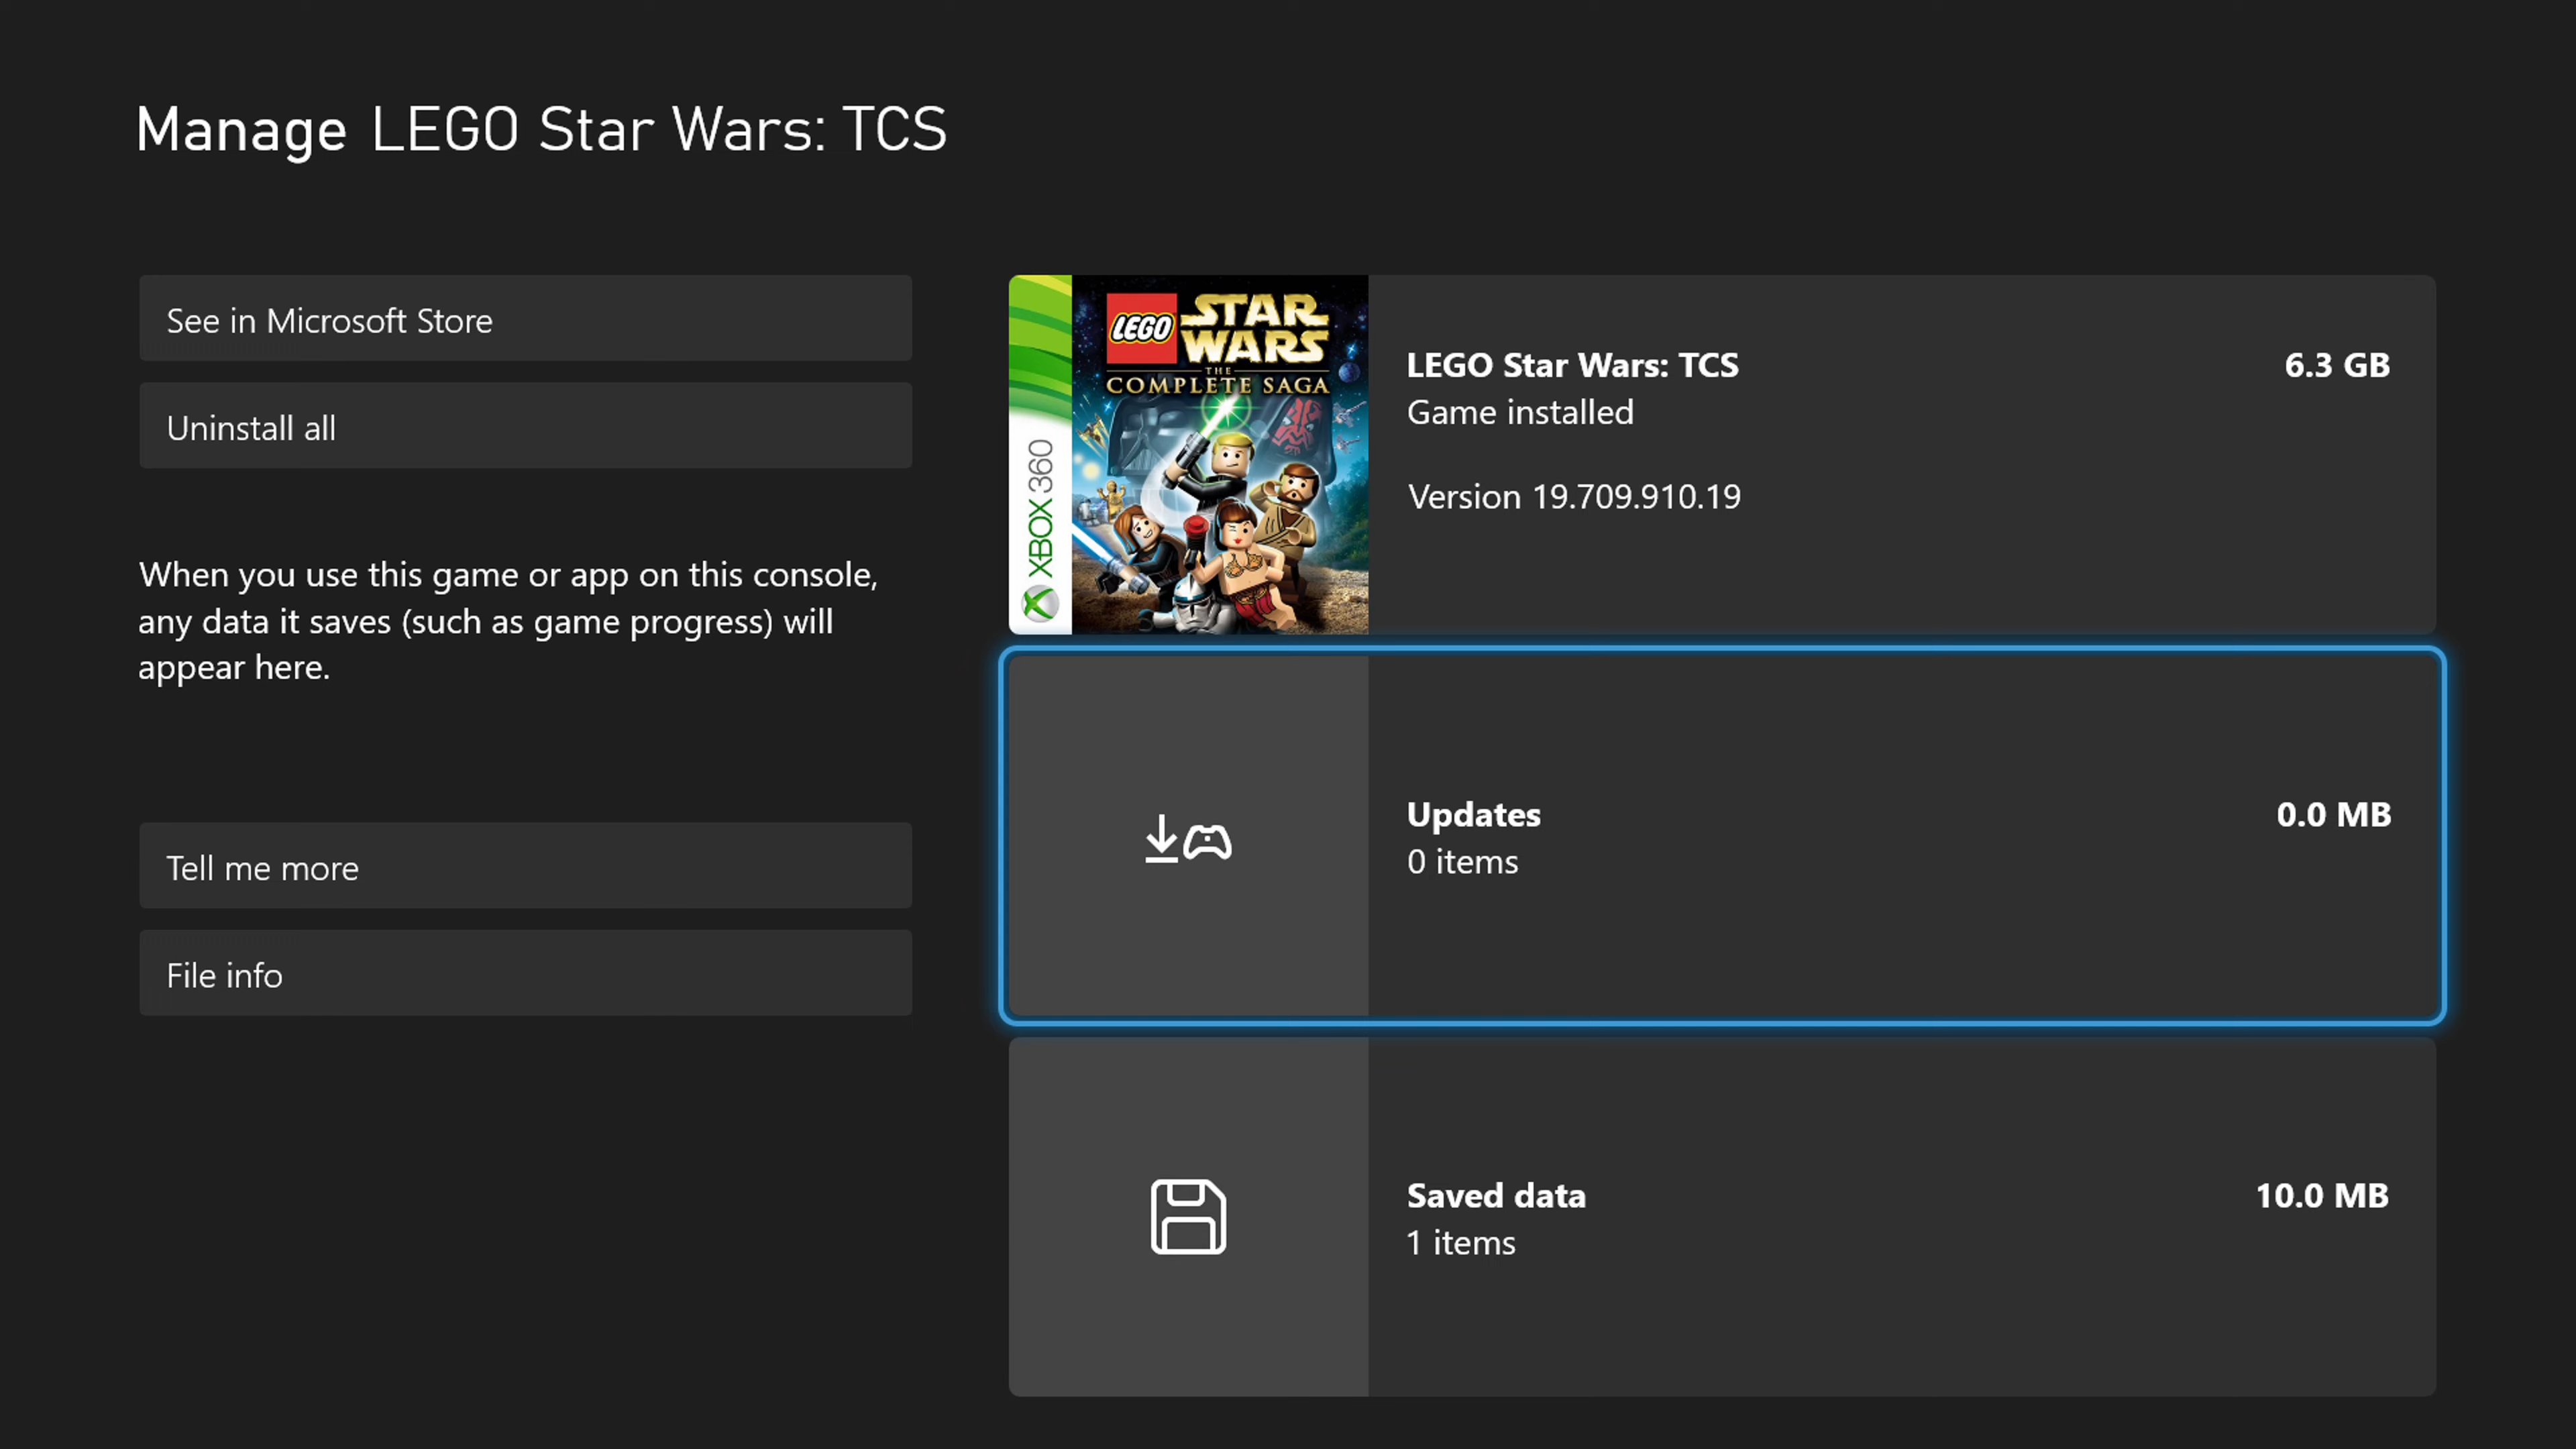 Manage LEGO Star Wars: TCS
See in Microsoft Store
Uninstall all
When you use this game or app on this console,
any data it saves (such as game progress) will
appear here.
Tell me more
File info
XBOX 360
LEGO
STAR
WARS
THE
COMPLETE SAGA
LEGO Star Wars: TCS
6.3 GB
Game installed
Version 19.709.910.19
Updates
0.0 MB
0 items
Saved data
10.0 MB
1 items